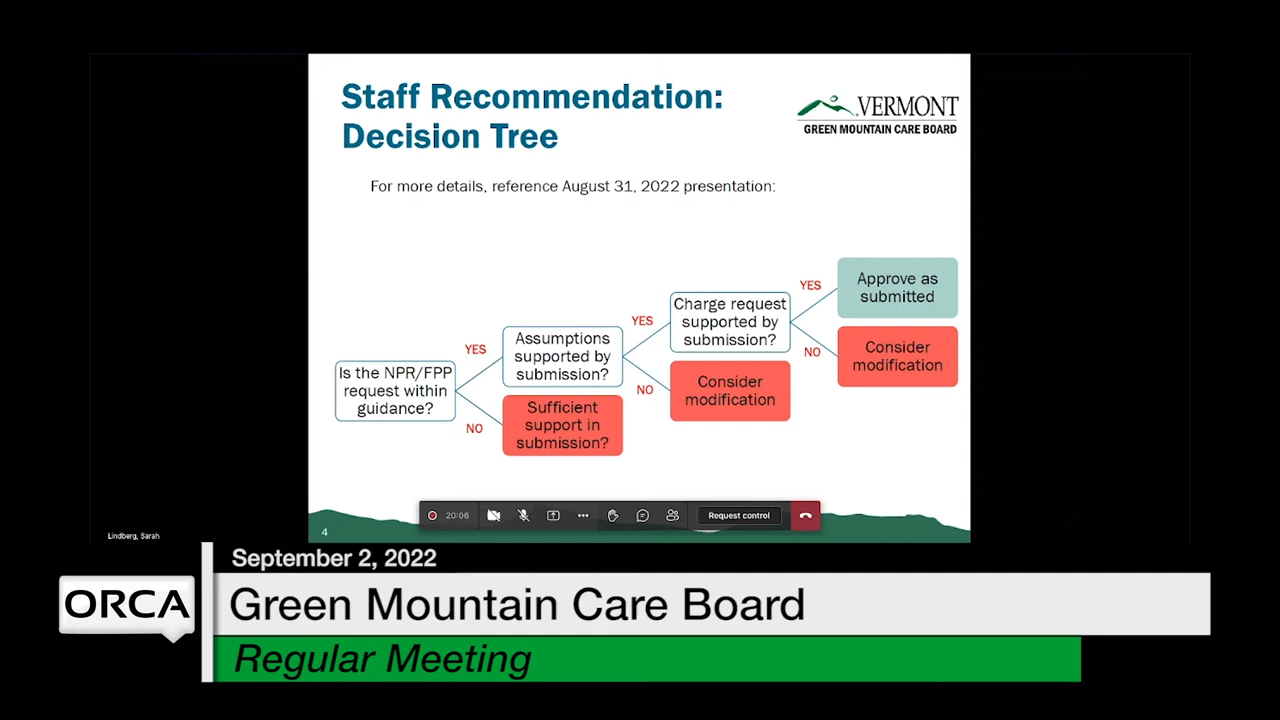 Staff Recommendation:
Decision Tree
VERMONT
GREEN MOUNTAIN CARE BOARD
For more details, reference August 31, 2022 presentation:
Is the NPR/FPP
request within
guidance?
YES
NO
Assumptions
supported by
submission?
Sufficient
support in
submission?
YES
NO
Charge request
supported by
submission?
Consider
modification
YES
NO
Approve as
submitted
Consider
modification
20:06
Request control
4
Lindberg, Sarah
September 2, 2022
ORCA
Green Mountain Care Board
Regular Meeting